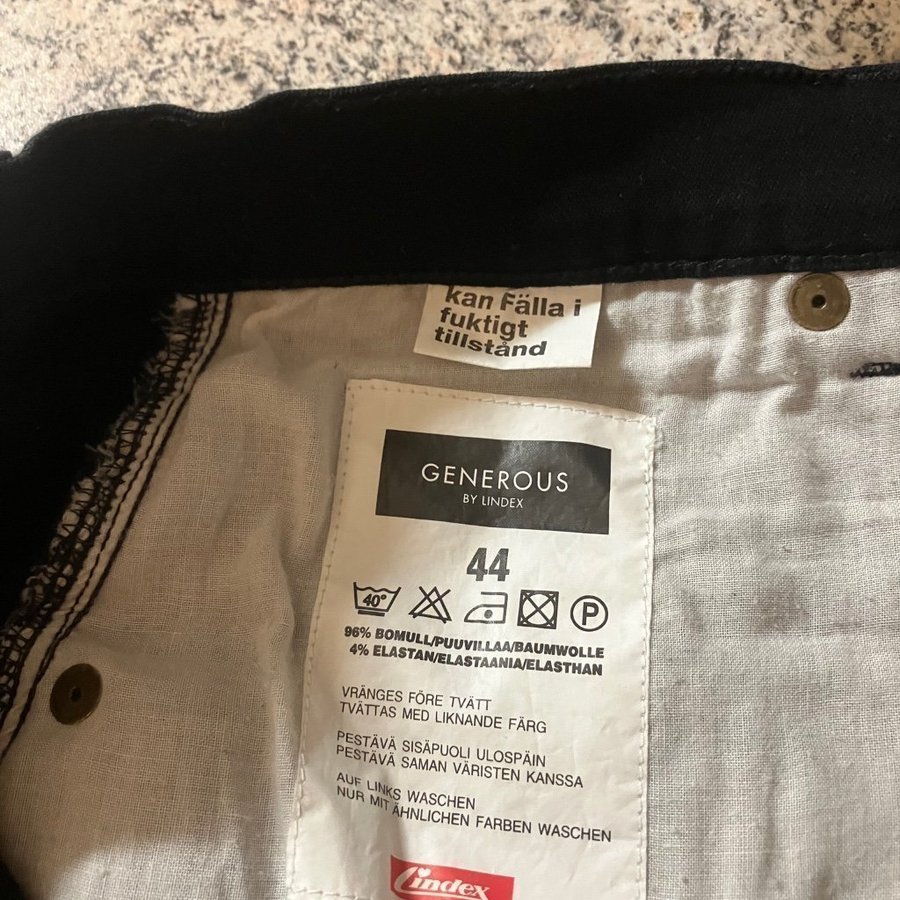 kan Fälla i
fuktigt
tillstånd
GENEROUS
BY LINDEX
44
40°
P
96% BOMULL/PUUVILLAA/BAUMWOLLE
4% ELASTAN/ELASTAANIA/ELASTHAN
VRÄNGES FÖRE TVÄTT
TVÄTTAS MED LIKNANDE FÄRG
PESTÄVÄ SISÄPUOLI ULOSPÄIN
PESTÄVÄ SAMAN VÄRISTEN KANSSA
AUF LINKS WASCHEN
NUR MIT ÄHNLICHEN FARBEN WASCHEN
Lindex